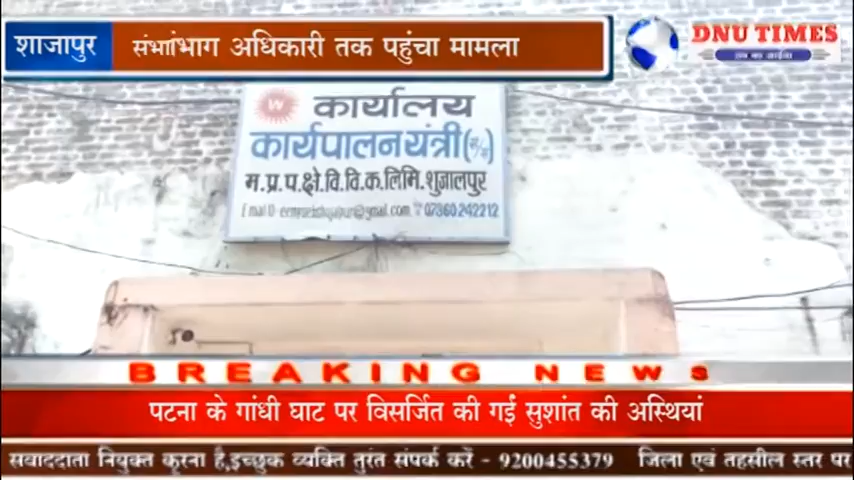 शाजापुर
संभाांभाग अधिकारी तक पहुंचा मामला
DNU TIMES
W
कार्यालय
कार्यपालन यंत्री (सं/सं)
म.प्र.प.क्षे.वि.वि.क.लिमि.शुजालपुर
07360 242212
BREAKING NEWS
पटना के गांधी घाट पर विसर्जित की गईं सुशांत की अस्थियां
सवाददाता नियुक्त करना है,इच्छुक व्यक्ति तुरंत संपर्क करें - 9200455379 जिला एवं तहसील स्तर पर